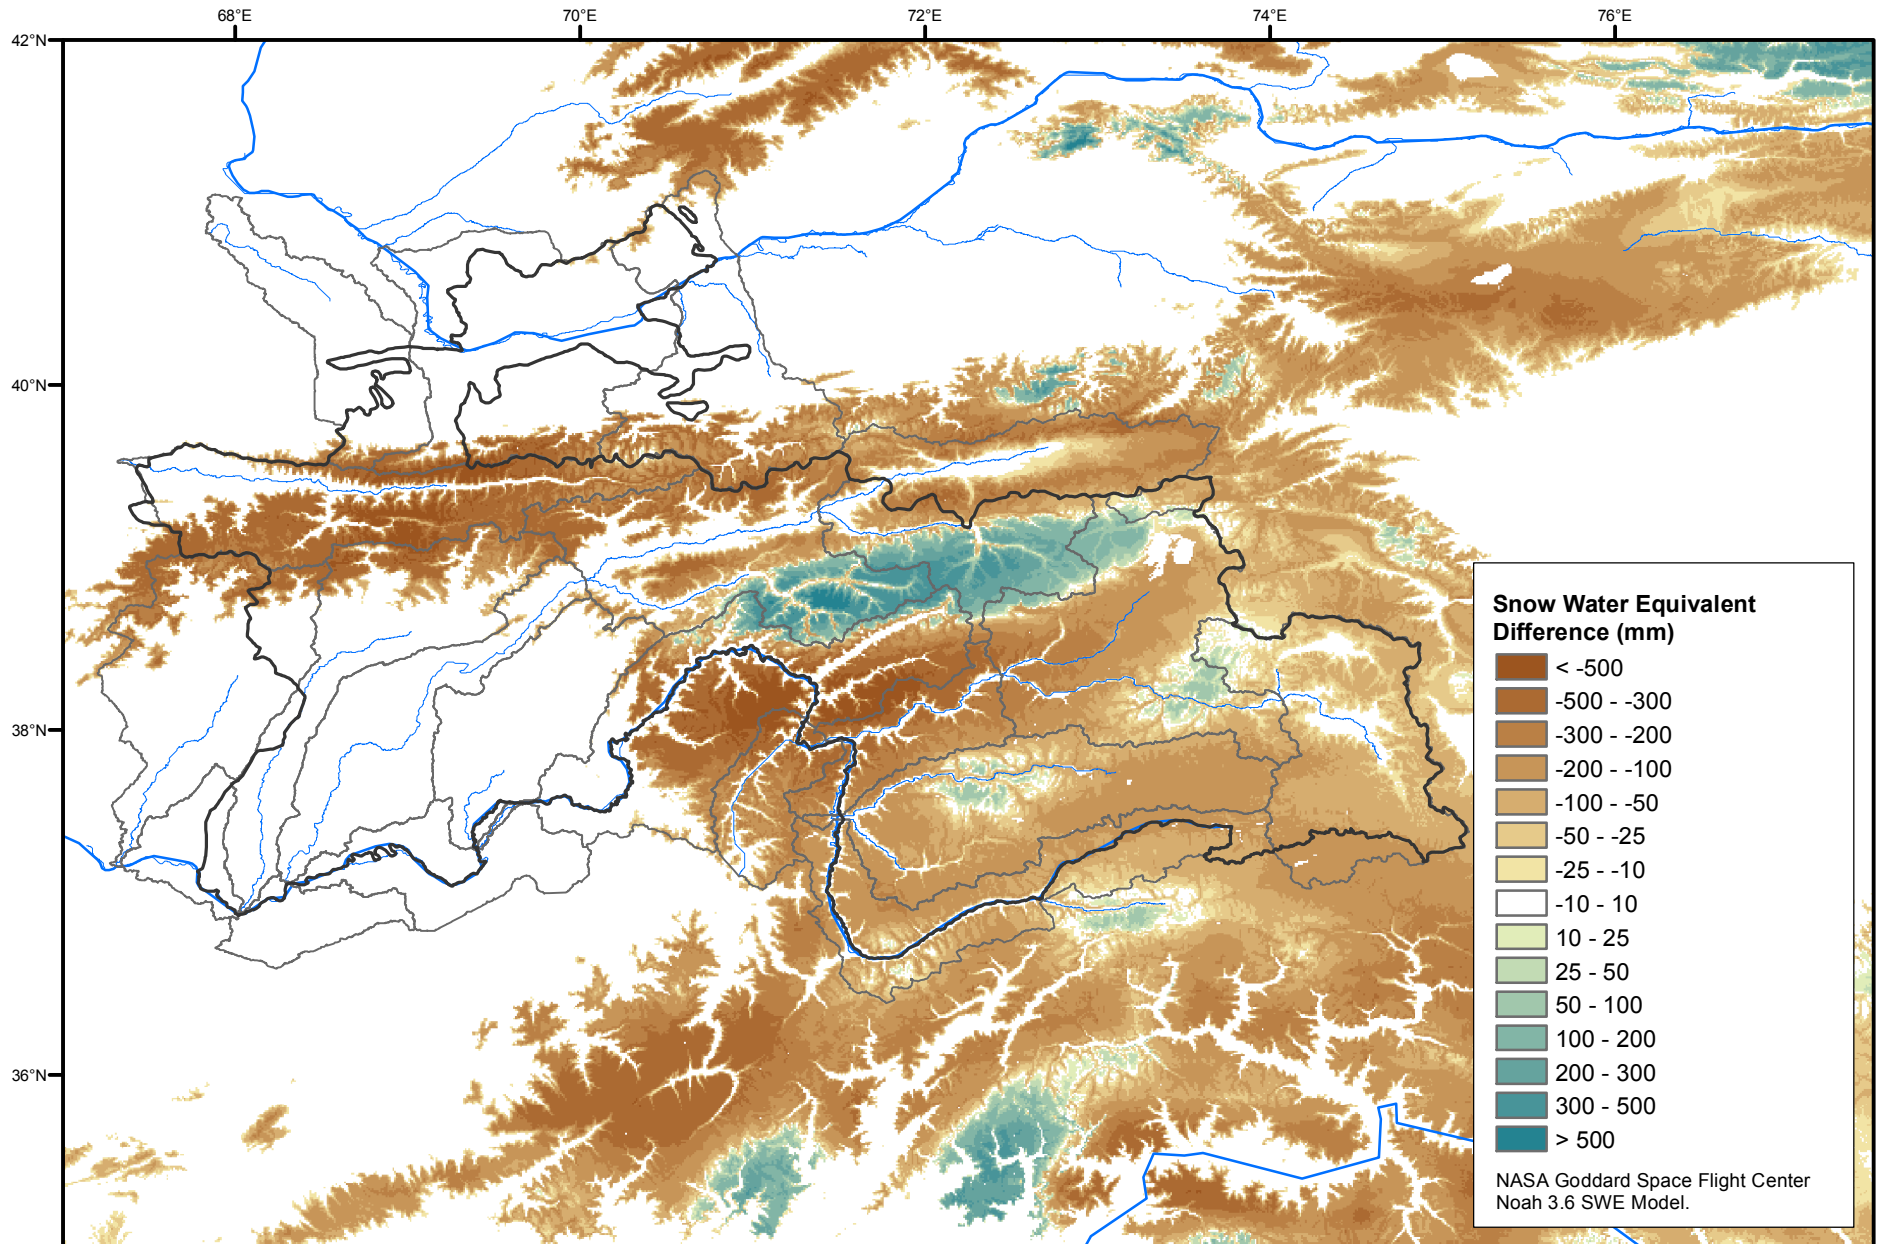 68°E 70°E 72°E 74°E 76°E
42°N
40°N
38°N
36°N
Snow Water Equivalent
Difference (mm)
< -500
-500 - -300
-300 - -200
-200 - -100
-100 - -50
-50 - -25
-25 - -10
-10 - 10
10 - 25
25 - 50
50 - 100
100 - 200
200 - 300
300 - 500
> 500
NASA Goddard Space Flight Center
Noah 3.6 SWE Model.